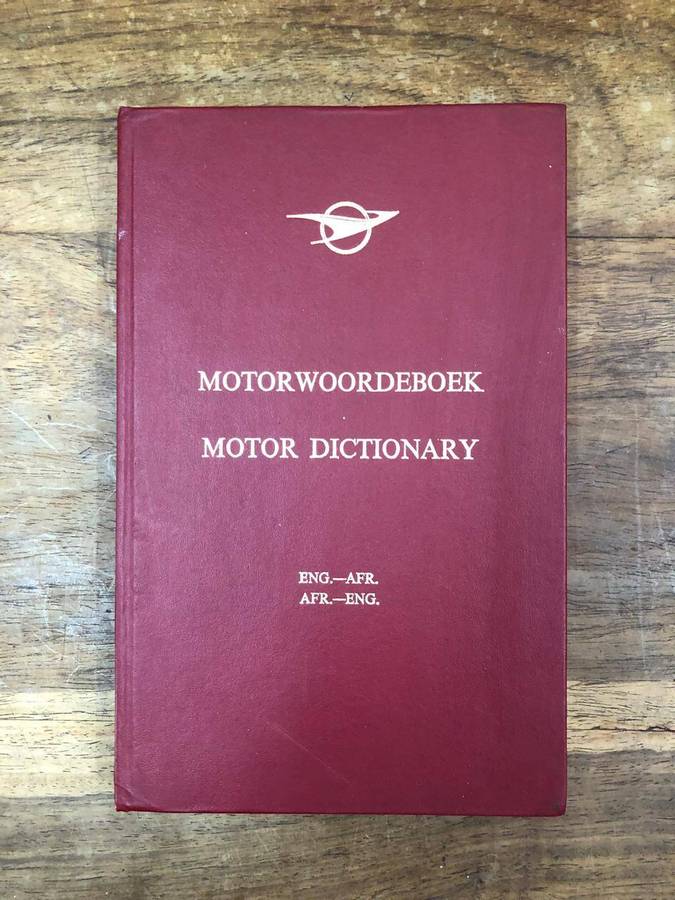 MOTORWOORDEBOEK
MOTOR DICTIONARY
ENG.—AFR.
AFR.—ENG.